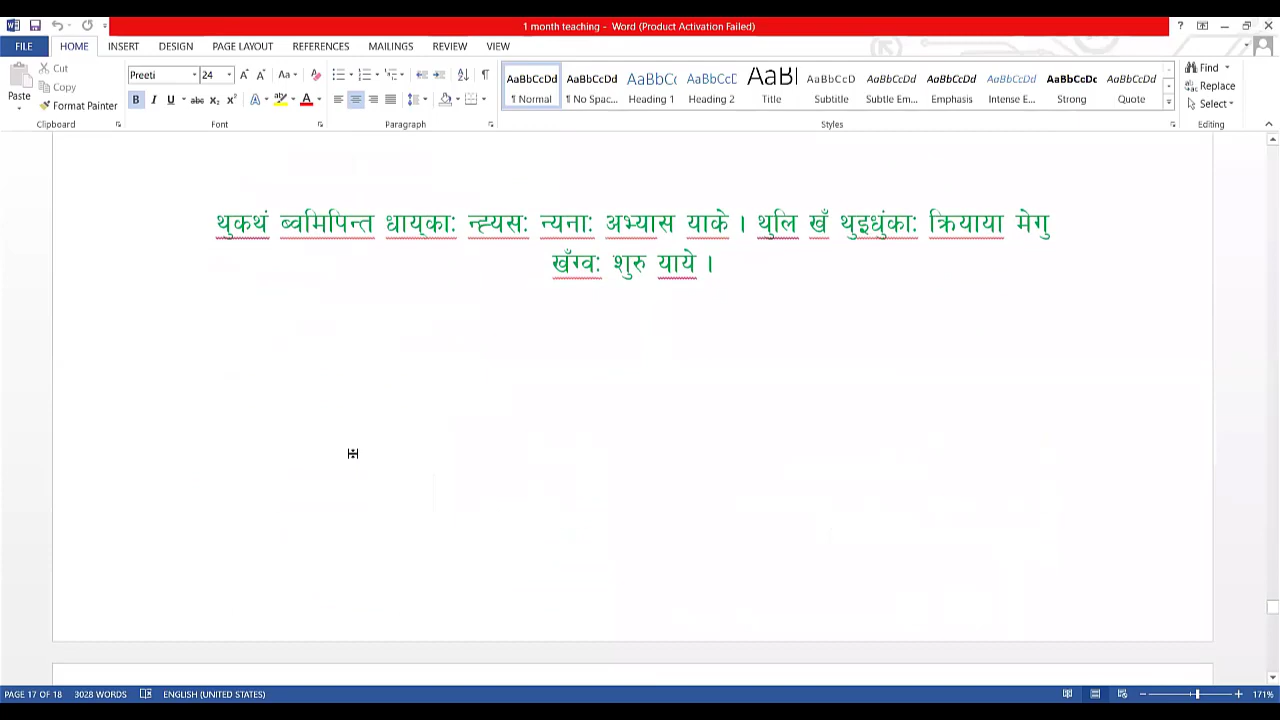 1 month teaching - Word (Product Activation Failed)
FILE HOME INSERT DESIGN PAGE LAYOUT REFERENCES MAILINGS REVIEW VIEW
Cut
Copy
Format Painter
Paste
Clipboard
Preeti 24
Font
Paragraph
AaBbCcDd AaBbCcDd AaBbC( AaBbCcD AaB AaBbCcD AaBbCcDd AaBbCcDd AaBbCcDd AaBbCcDc AaBbCcDd
¶ Normal ¶ No Spac... Heading 1 Heading 2 Title Subtitle Subtle Em... Emphasis Intense E... Strong Quote
Styles
Find
Replace
Select
Editing
थुकथं ब्वमिपिन्त धाय्काः न्ह्यसः न्यनाः अभ्यास याके । थुलि खँ थुइधुंकाः क्रियाया मेगु
खँग्वः शुरु याये ।
PAGE 17 OF 18 3028 WORDS ENGLISH (UNITED STATES) 171%